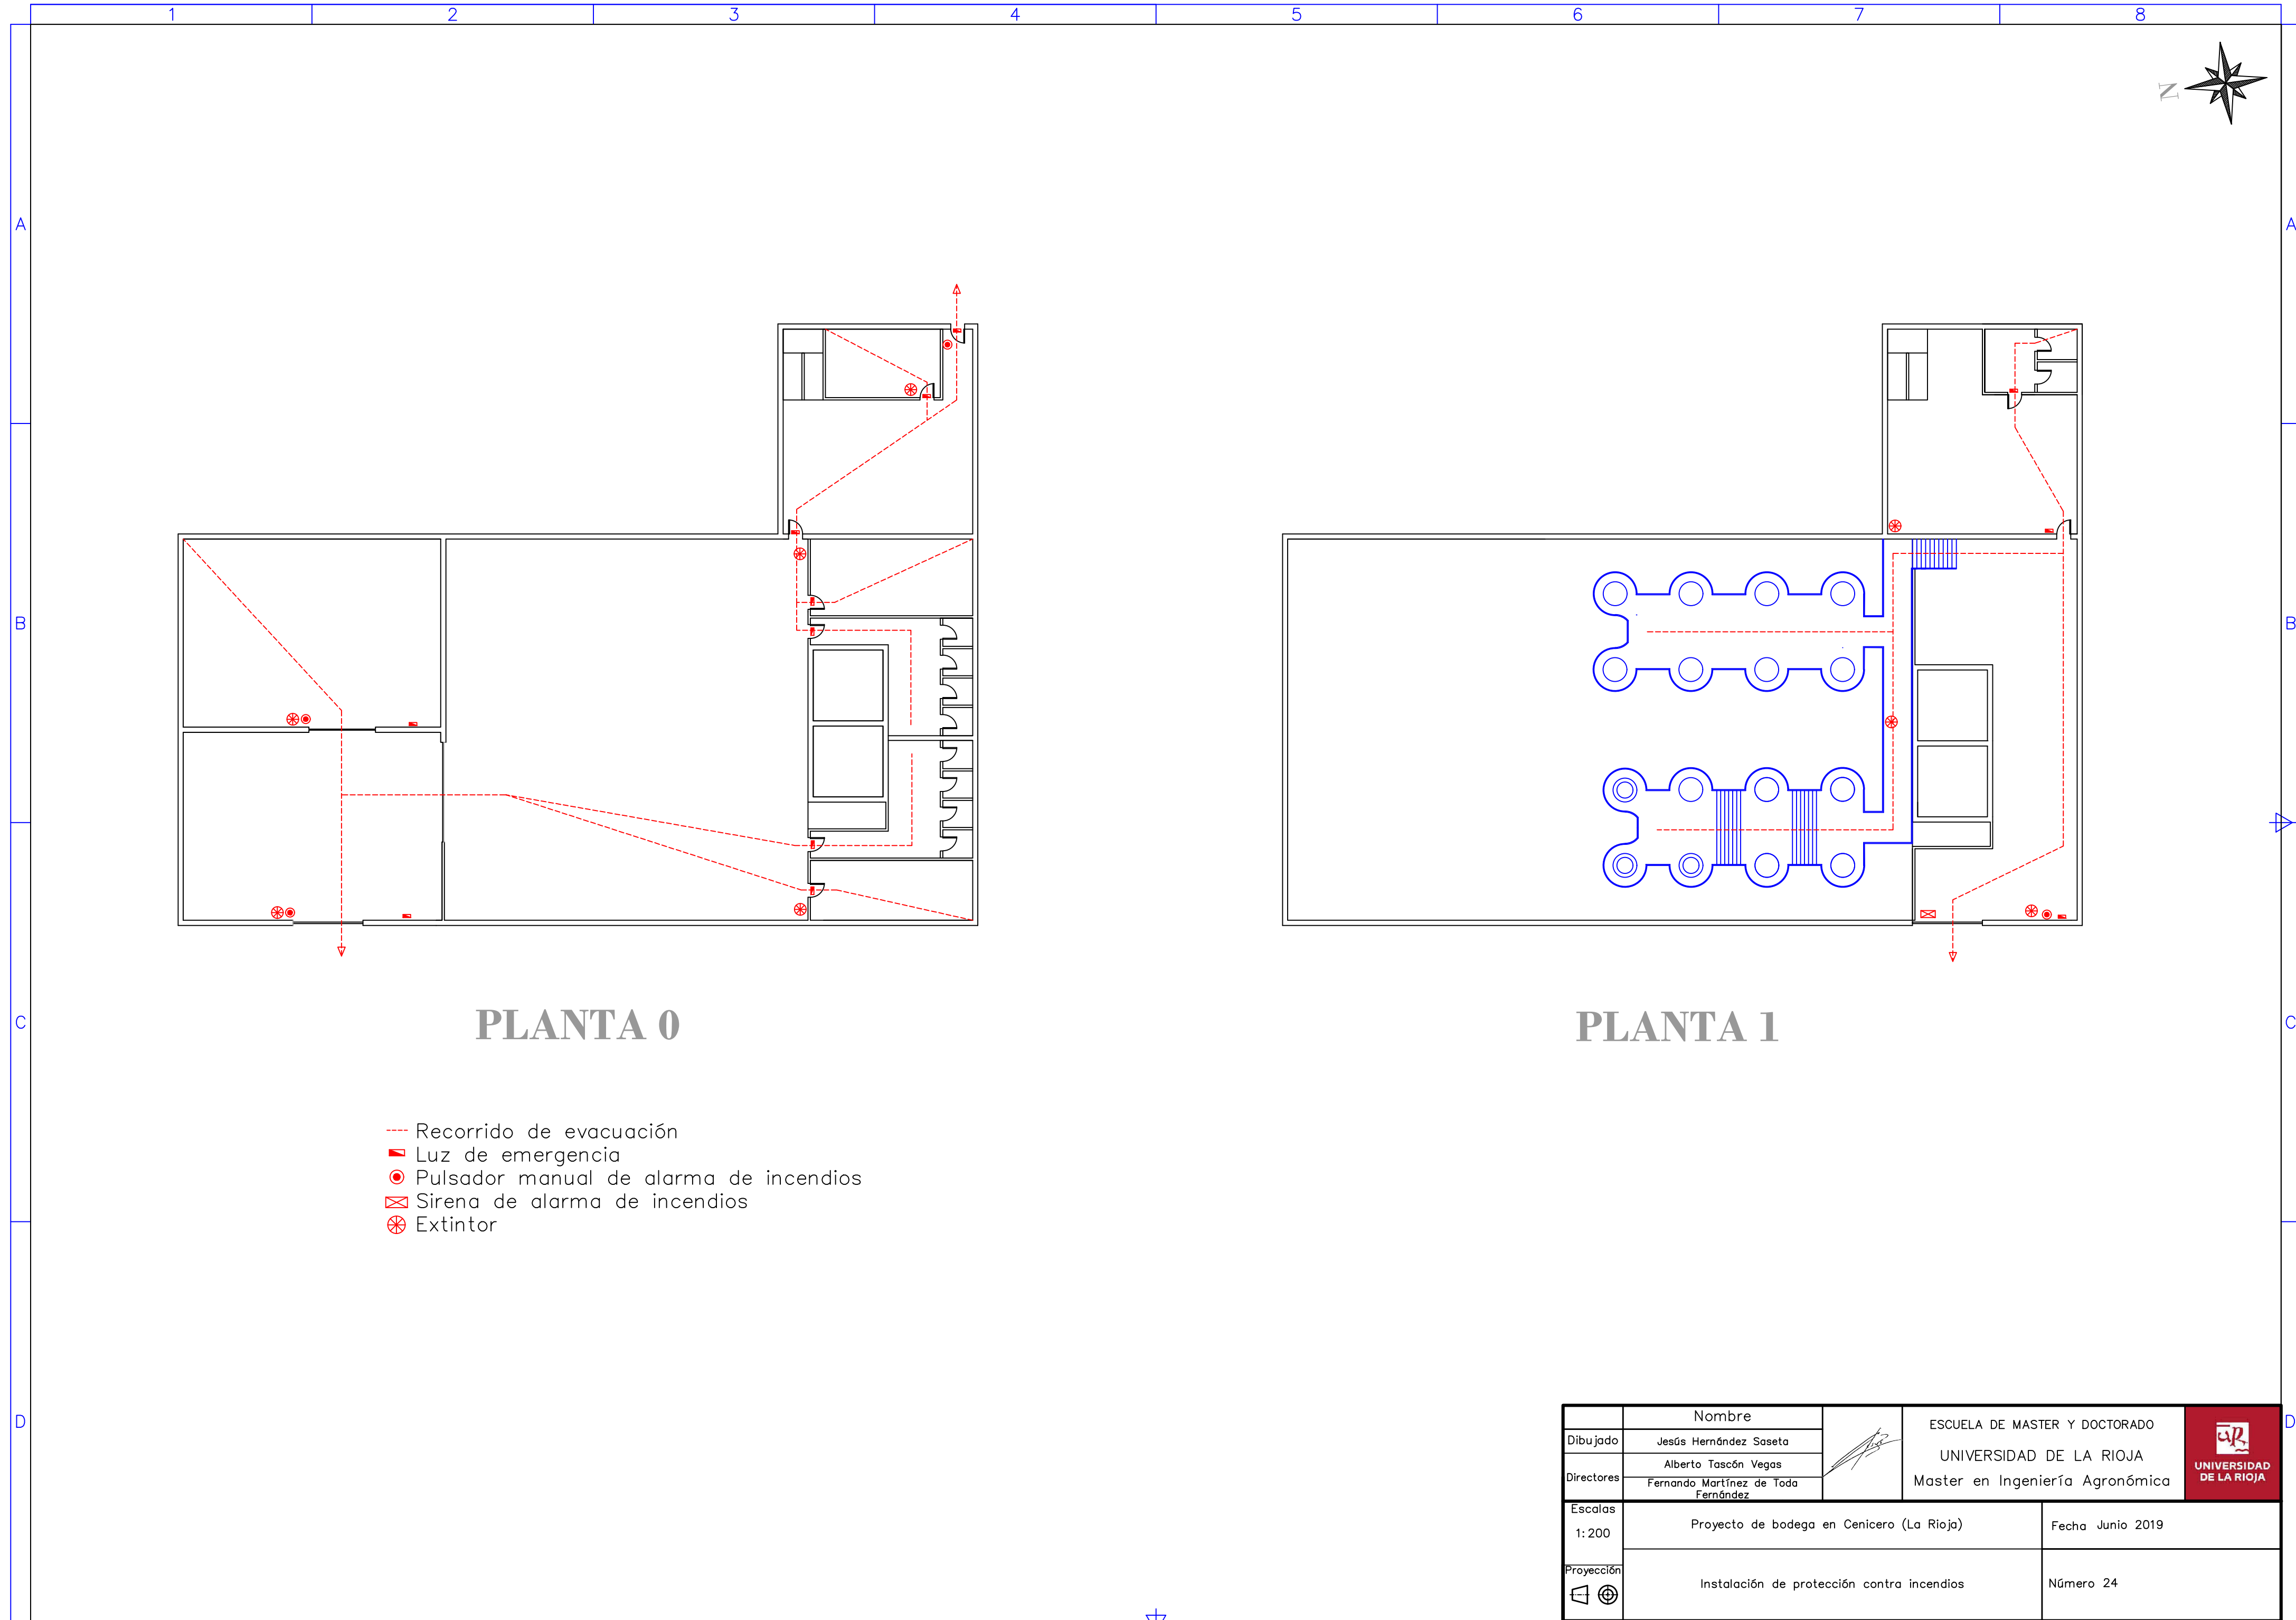 1 2 3 4 5 6 7 8
N
A A
B B
PLANTA 0 PLANTA 1
C C
Recorrido de evacuación
Luz de emergencia
Pulsador manual de alarma de incendios
Sirena de alarma de incendios
Extintor
D D
Nombre
Dibujado Jesús Hernández Saseta
Directores Alberto Tascón Vegas
Fernando Martínez de Toda
Fernández
ESCUELA DE MASTER Y DOCTORADO
UNIVERSIDAD DE LA RIOJA
Master en Ingeniería Agronómica
UNIVERSIDAD
DE LA RIOJA
Escalas
1:200
Proyecto de bodega en Cenicero (La Rioja)
Fecha Junio 2019
Proyección
Instalación de protección contra incendios
Número 24